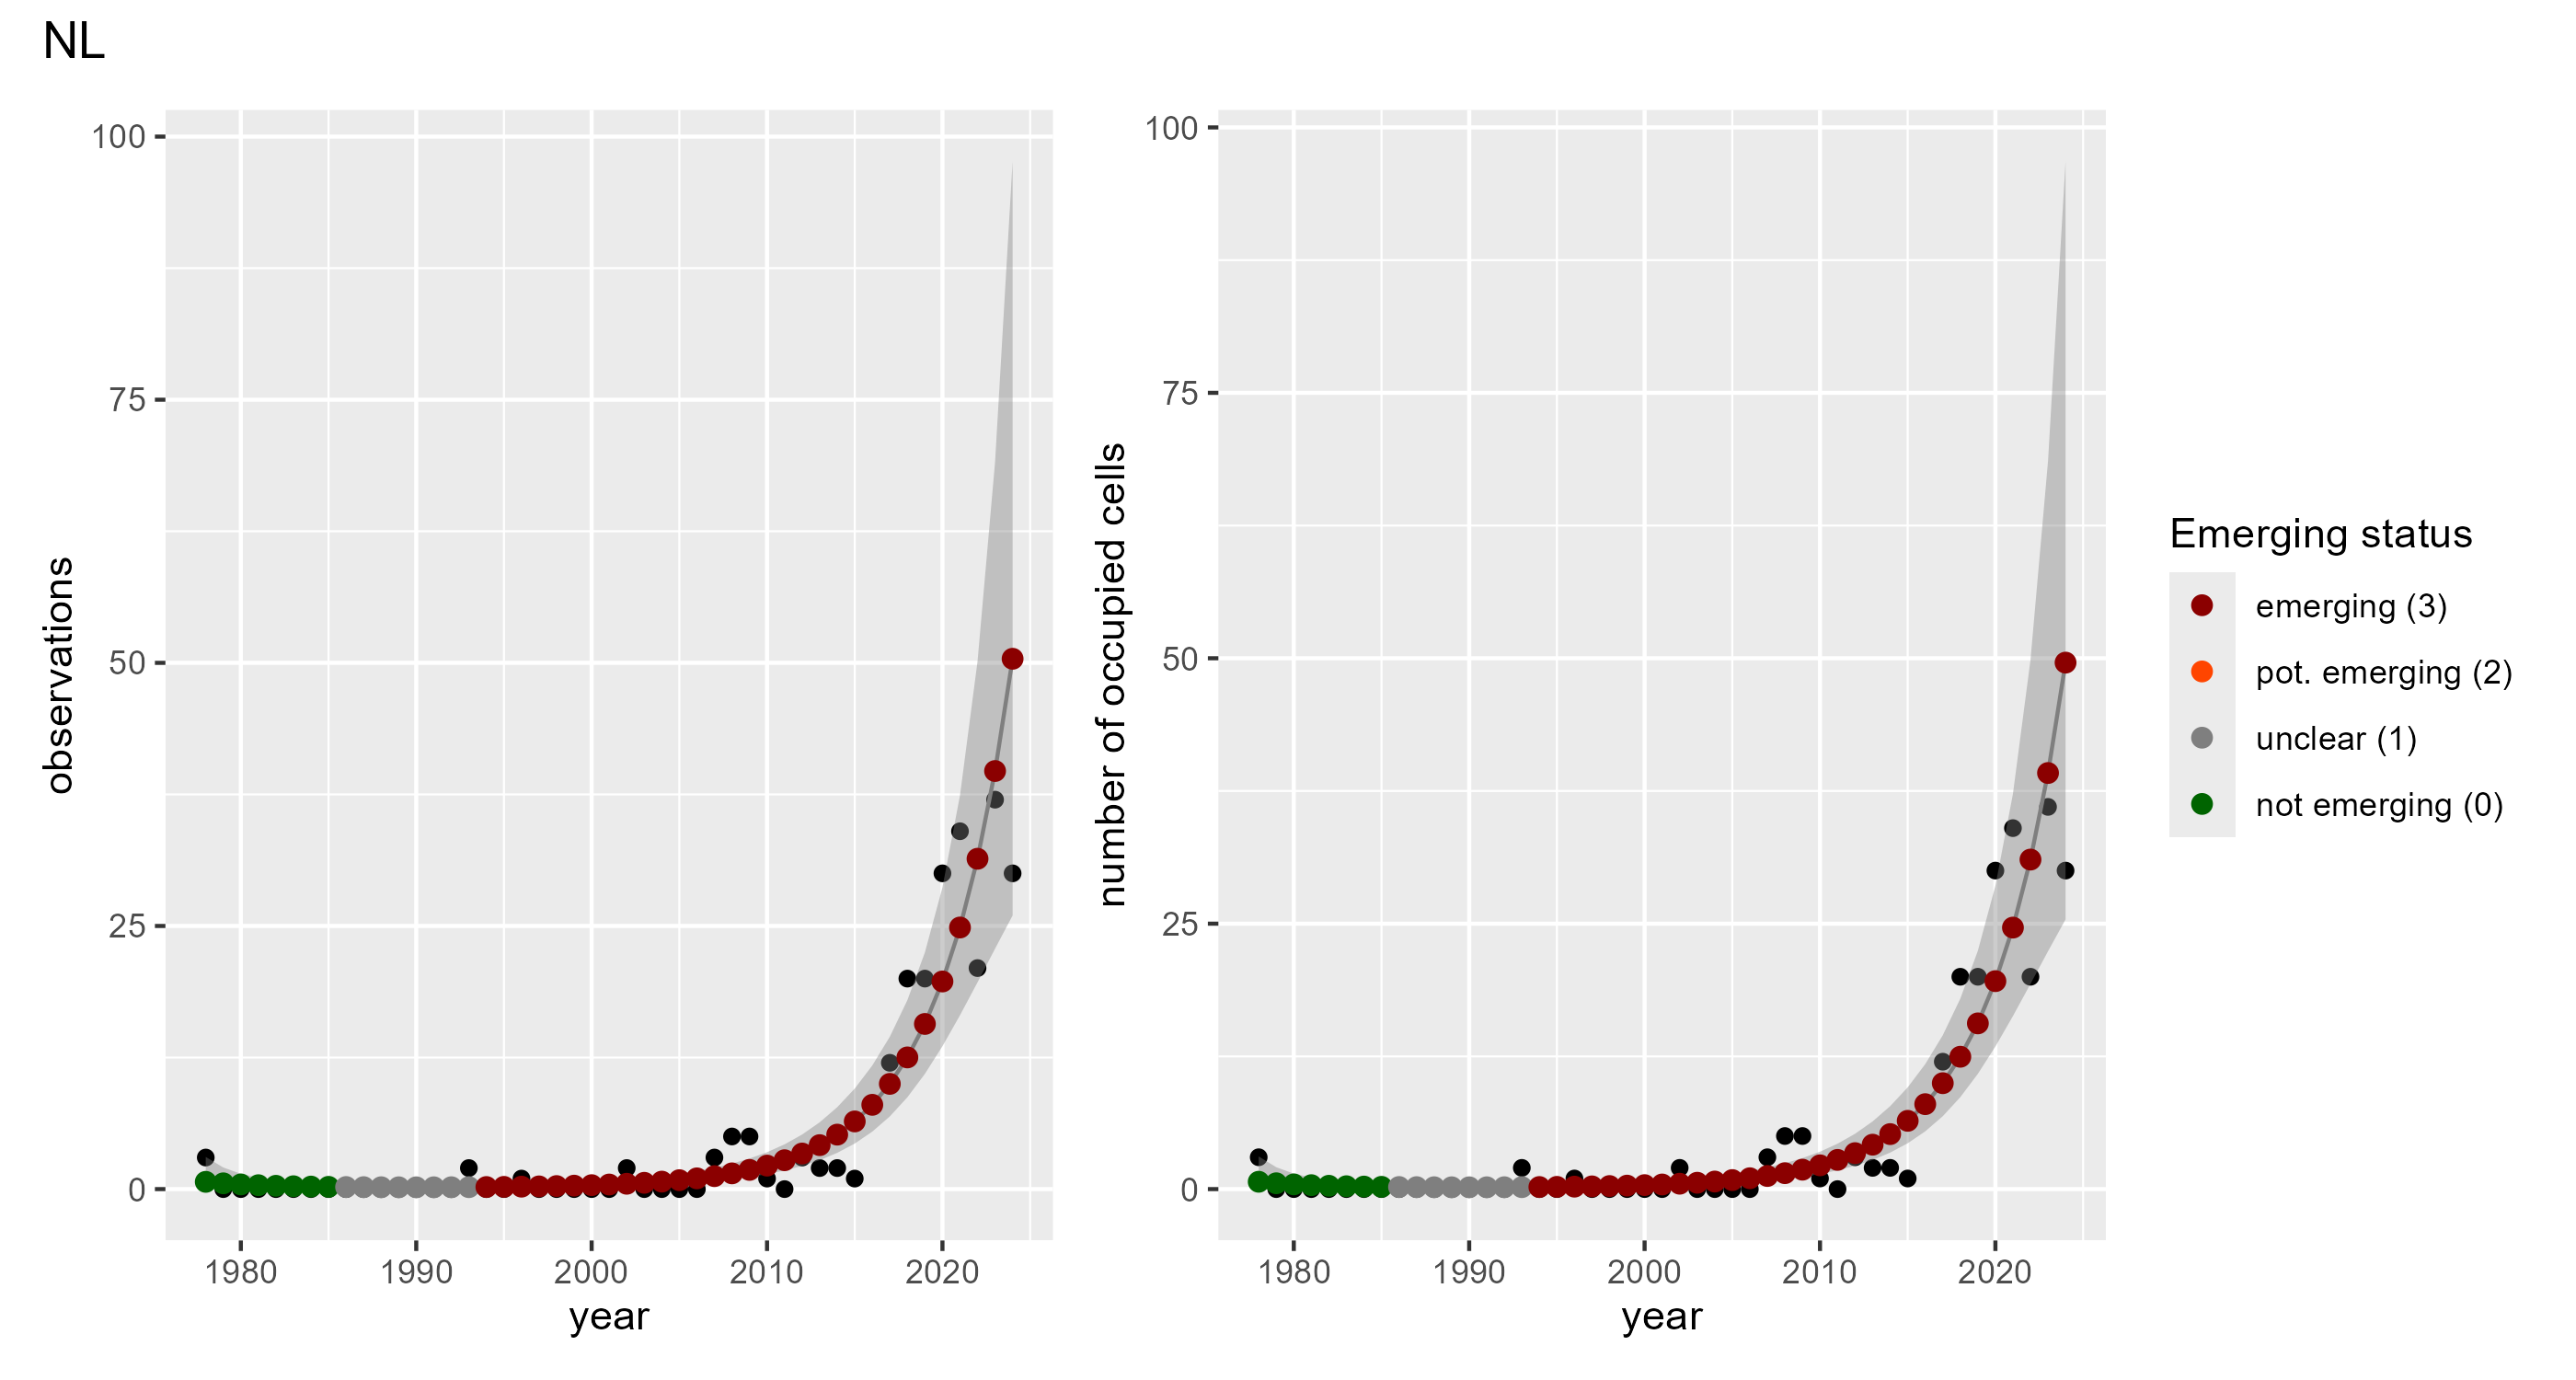 NL
observations
100
75
50
25
0
1980 1990 2000 2010 2020
year
number of occupied cells
100
75
50
25
0
1980 1990 2000 2010 2020
year
Emerging status
emerging (3)
pot. emerging (2)
unclear (1)
not emerging (0)